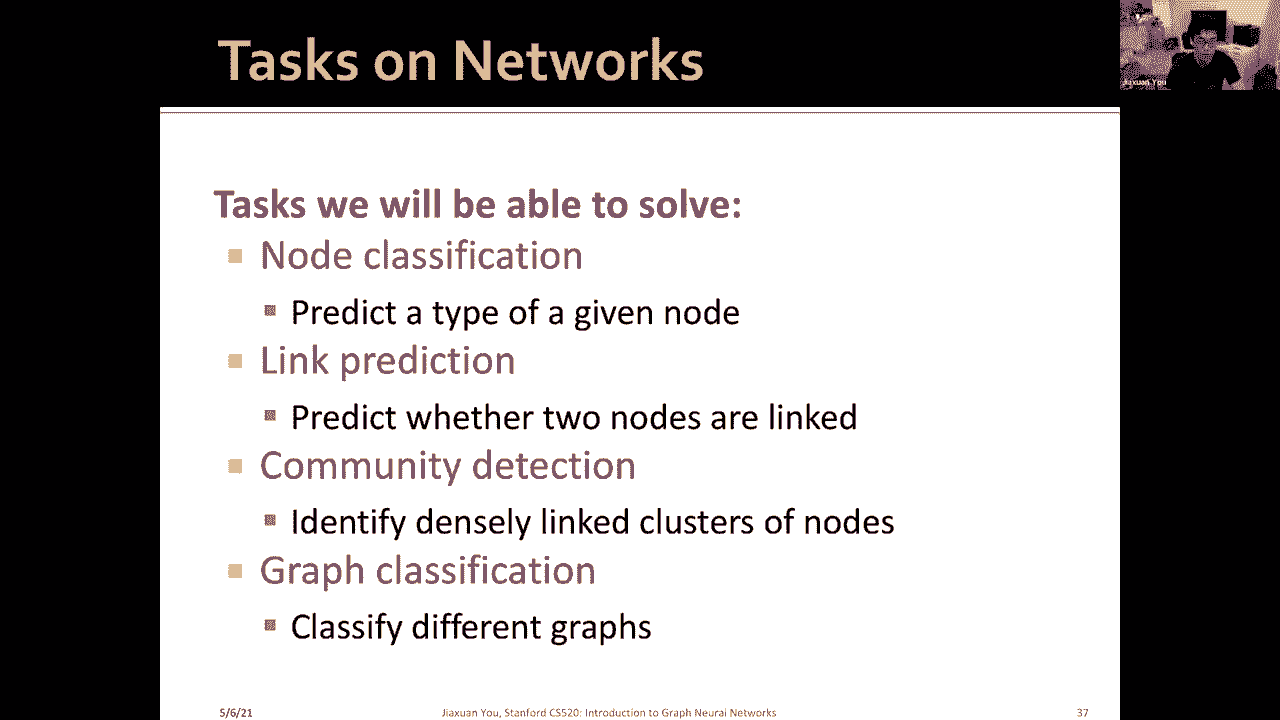 Tasks on Networks
Jiaxuan You
Tasks we will be able to solve:
Node classification
Predict a type of a given node
Link prediction
Predict whether two nodes are linked
Community detection
Identify densely linked clusters of nodes
Graph classification
Classify different graphs
5/6/21
Jiaxuan You, Stanford CS520: Introduction to Graph Neural Networks
37